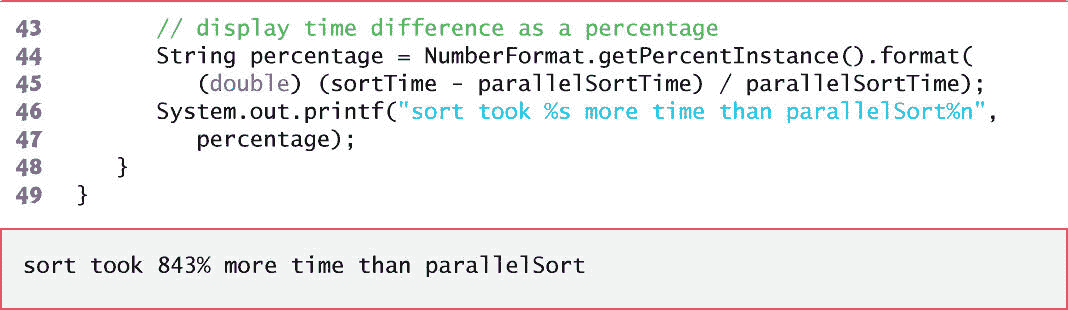 43 // display time difference as a percentage
44 String percentage = NumberFormat.getPercentInstance().format(
45 (double) (sortTime - parallelSortTime) / parallelSortTime);
46 System.out.printf("sort took %s more time than parallelSort%n",
47 percentage);
48 }
49 }
sort took 843% more time than parallelSort